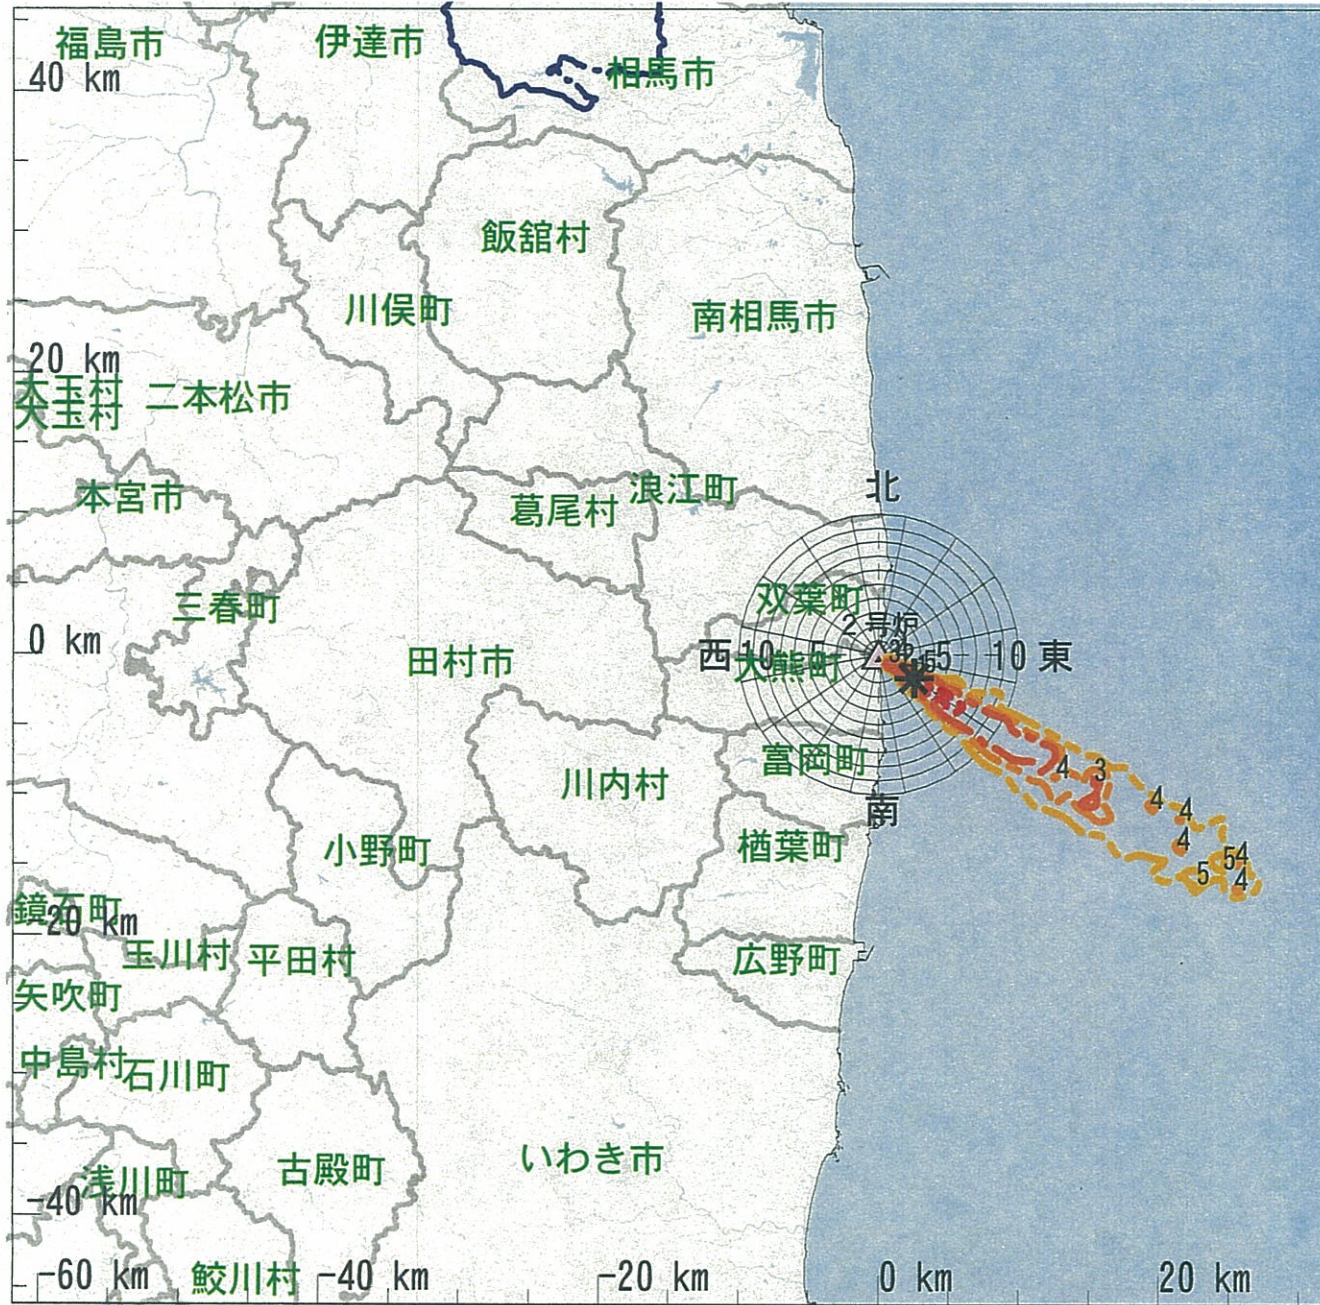 福島市
伊達市
40 km
相馬市
飯舘村
川俣町
南相馬市
20 km
大玉村
二本松市
大玉村
本宮市
葛尾村
浪江町
北
三春町
双葉町
2号炉
0 km
田村市
西
10
大熊町
5
10
東
富岡町
川内村
4
3
4
4
南
小野町
楢葉町
4
5
4
5
4
鏡石町
-20 km
玉川村
平田村
広野町
矢吹町
中島村
石川町
いわき市
浅川町
古殿町
-40 km
鮫川村
-60 km
-40 km
-20 km
0 km
20 km